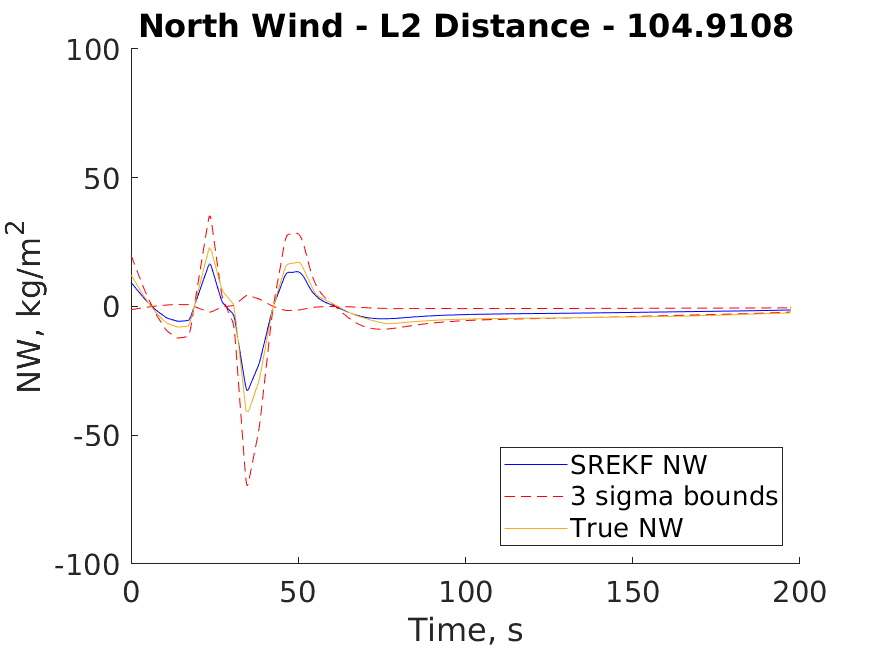 North Wind - L2 Distance - 104.9108
100
50
0
-50
-100
NW, kg/m²
0
50
100
150
200
Time, s
SREKF NW
3 sigma bounds
True NW